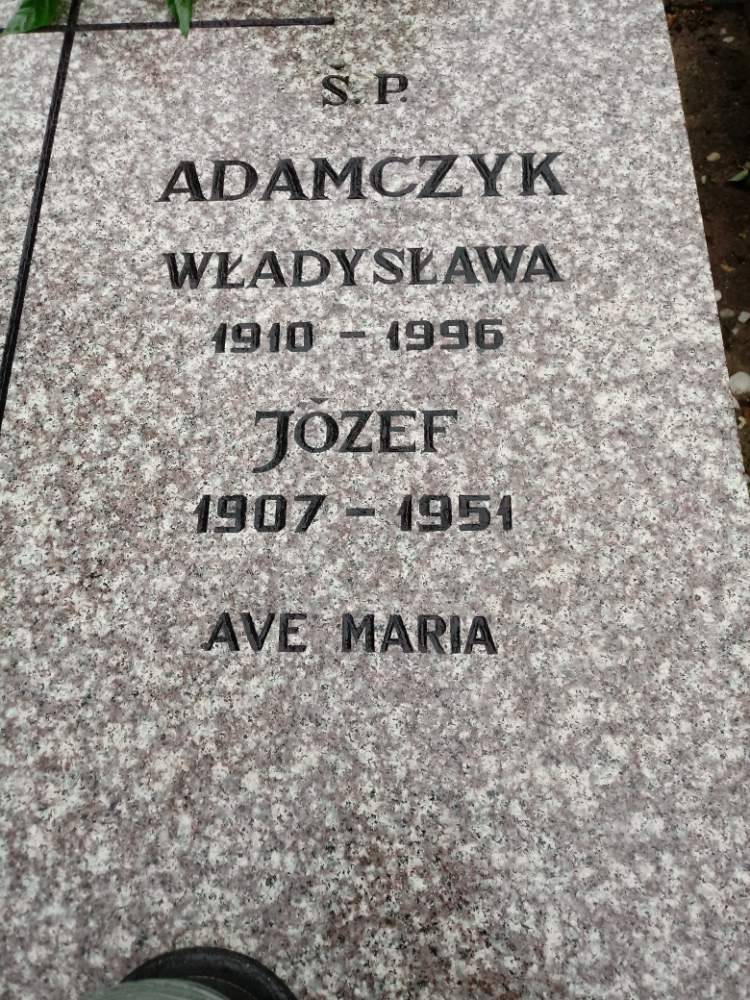 Ś. P.
ADAMCZYK
WŁADYSŁAWA
1910 - 1996
JÓZEF
1907 - 1951
AVE MARIA